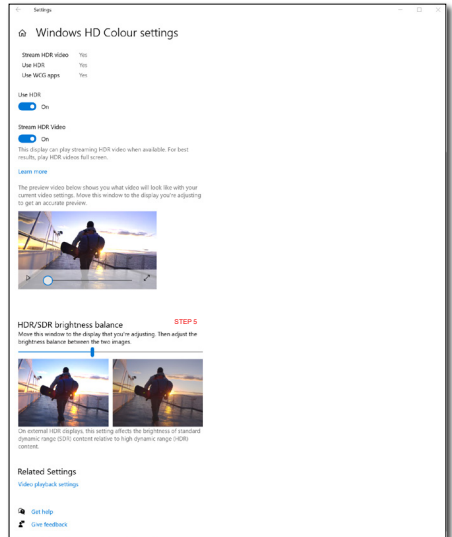 Settings
Windows HD Colour settings
Stream HDR video Yes
Use HDR Yes
Use WCG apps Yes
Use HDR
On
Stream HDR Video
On
This display can play streaming HDR video when available. For best
results, play HDR videos full screen.
Learn more
The preview video below shows you what video will look like with your
current video settings. Move this window to the display you're adjusting
to get an accurate preview.
HDR/SDR brightness balance STEP 5
Move this window to the display that you're adjusting. Then adjust the
brightness balance between the two images.
On external HDR displays, this setting affects the brightness of standard
dynamic range (SDR) content relative to high dynamic range (HDR)
content.
Related Settings
Video playback settings
Get help
Give feedback